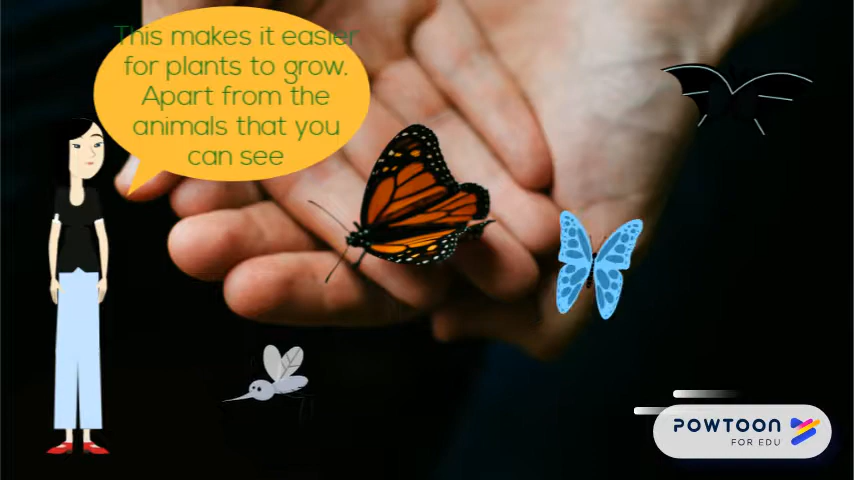 This makes it easier
for plants to grow.
Apart from the
animals that you
can see
POWTOON
FOR EDU